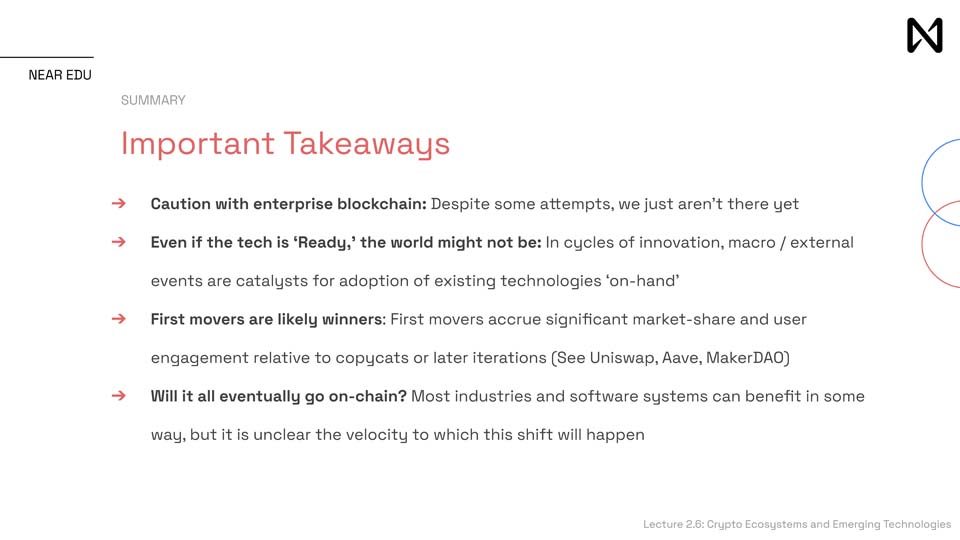 NEAR EDU
SUMMARY
Important Takeaways
➔ Caution with enterprise blockchain: Despite some attempts, we just aren’t there yet
➔ Even if the tech is ‘Ready,’ the world might not be: In cycles of innovation, macro / external
events are catalysts for adoption of existing technologies ‘on-hand’
➔ First movers are likely winners: First movers accrue significant market-share and user
engagement relative to copycats or later iterations (See Uniswap, Aave, MakerDAO)
➔ Will it all eventually go on-chain? Most industries and software systems can benefit in some
way, but it is unclear the velocity to which this shift will happen
Lecture 2.6: Crypto Ecosystems and Emerging Technologies